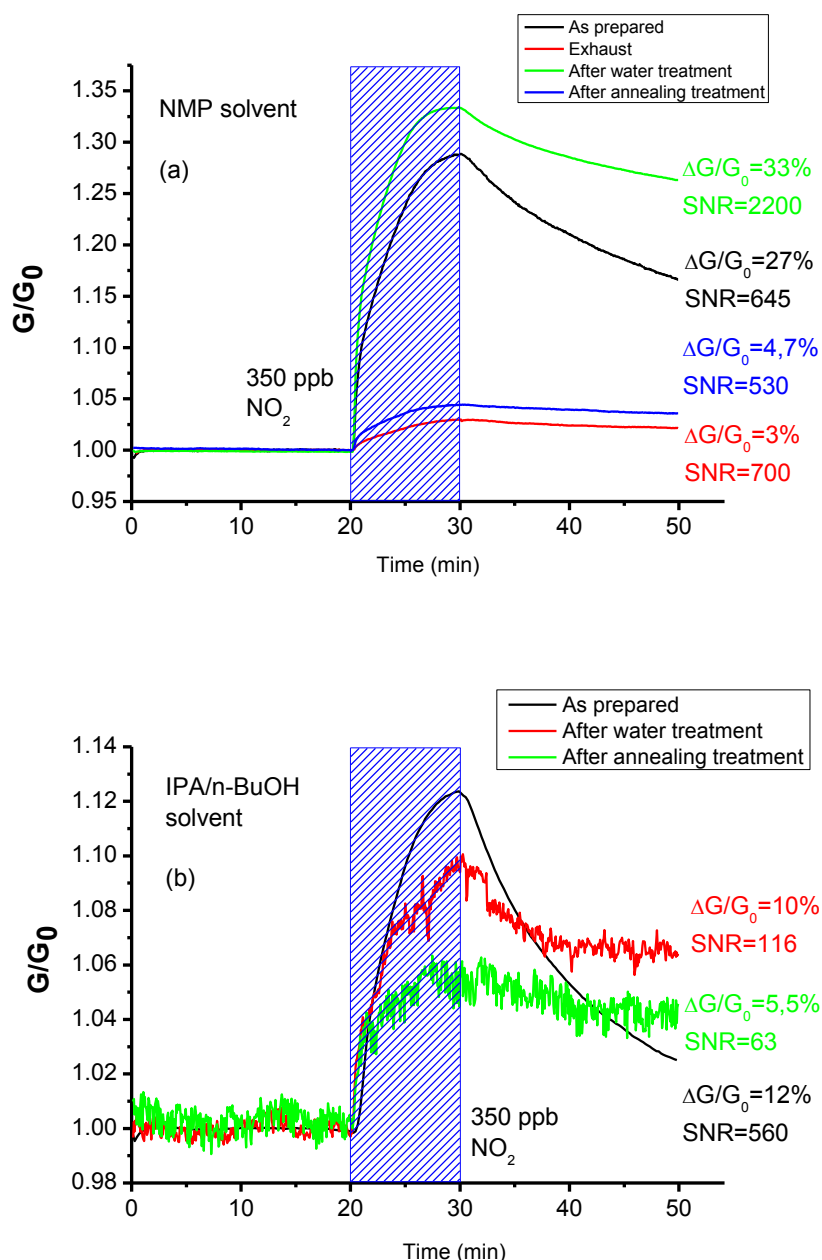 As prepared
Exhaust
After water treatment
After annealing treatment
1.35
1.30
1.25
1.20
1.15
1.10
1.05
1.00
0.95
G/G0
NMP solvent
(a)
350 ppb
NO2
ΔG/G0=33%
SNR=2200
ΔG/G0=27%
SNR=645
ΔG/G0=4,7%
SNR=530
ΔG/G0=3%
SNR=700
0 10 20 30 40 50
Time (min)
As prepared
After water treatment
After annealing treatment
1.14
1.12
1.10
1.08
1.06
1.04
1.02
1.00
0.98
G/G0
IPA/n-BuOH
solvent
(b)
ΔG/G0=10%
SNR=116
ΔG/G0=5,5%
SNR=63
ΔG/G0=12%
SNR=560
350 ppb
NO2
0 10 20 30 40 50
Time (min)